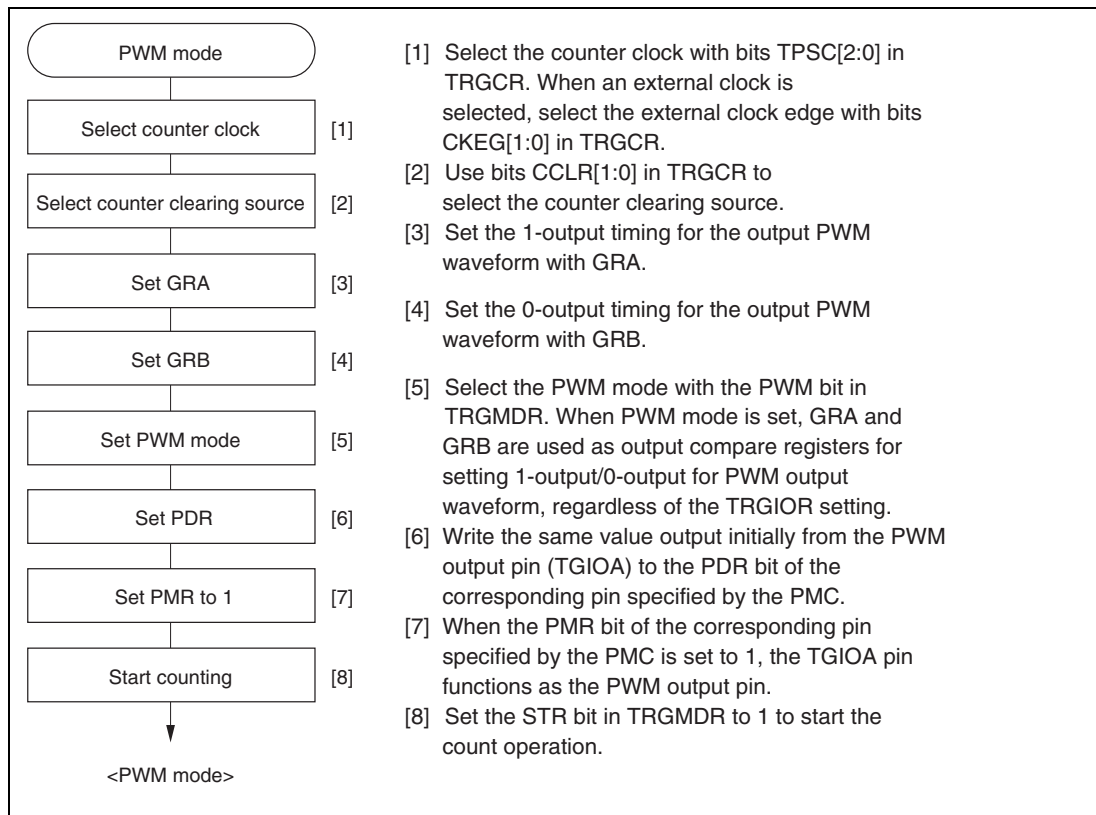 PWM mode
Select counter clock [1]
Select counter clearing source [2]
Set GRA [3]
Set GRB [4]
Set PWM mode [5]
Set PDR [6]
Set PMR to 1 [7]
Start counting [8]
<PWM mode>
[1] Select the counter clock with bits TPSC[2:0] in
TRGCR. When an external clock is
selected, select the external clock edge with bits
CKEG[1:0] in TRGCR.
[2] Use bits CCLR[1:0] in TRGCR to
select the counter clearing source.
[3] Set the 1-output timing for the output PWM
waveform with GRA.
[4] Set the 0-output timing for the output PWM
waveform with GRB.
[5] Select the PWM mode with the PWM bit in
TRGMDR. When PWM mode is set, GRA and
GRB are used as output compare registers for
setting 1-output/0-output for PWM output
waveform, regardless of the TRGIOR setting.
[6] Write the same value output initially from the PWM
output pin (TGIOA) to the PDR bit of the
corresponding pin specified by the PMC.
[7] When the PMR bit of the corresponding pin
specified by the PMC is set to 1, the TGIOA pin
functions as the PWM output pin.
[8] Set the STR bit in TRGMDR to 1 to start the
count operation.